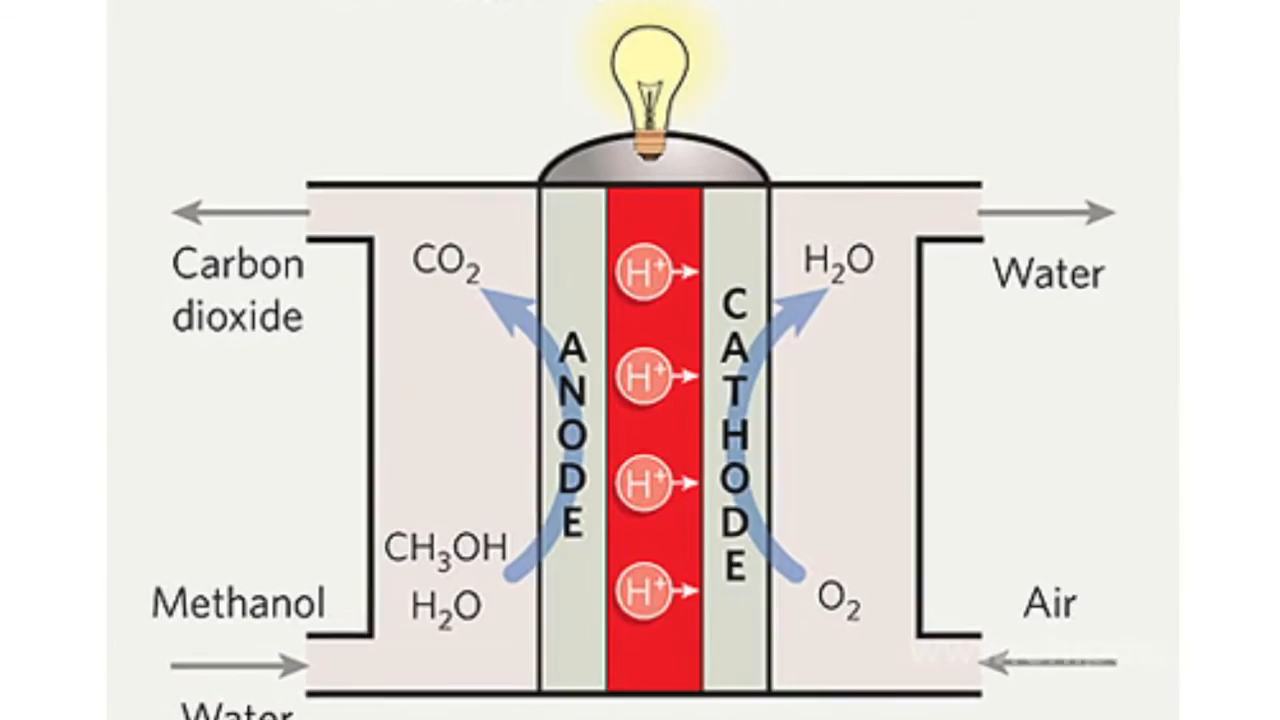 Carbon
dioxide
CO₂
H₂O
Water
H⁺
H⁺
H⁺
H⁺
ANODE
CATHODE
CH₃OH
H₂O
Methanol
Water
O₂
Air